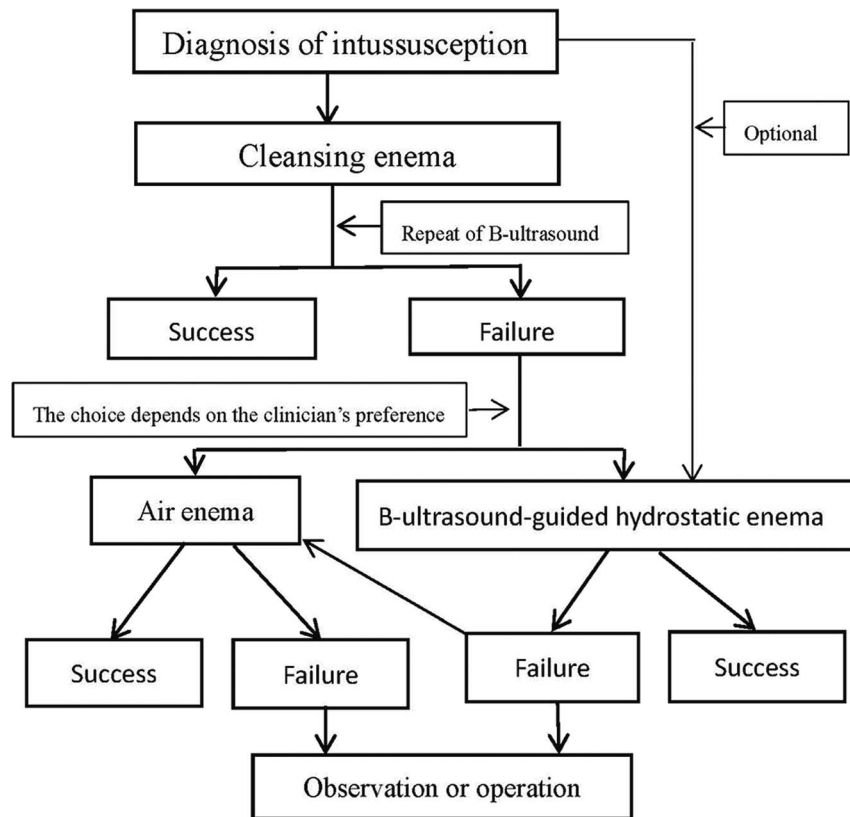 Diagnosis of intussusception
Optional
Cleansing enema
Repeat of B-ultrasound
Success
Failure
The choice depends on the clinician’s preference
Air enema
B-ultrasound-guided hydrostatic enema
Success
Failure
Failure
Success
Observation or operation